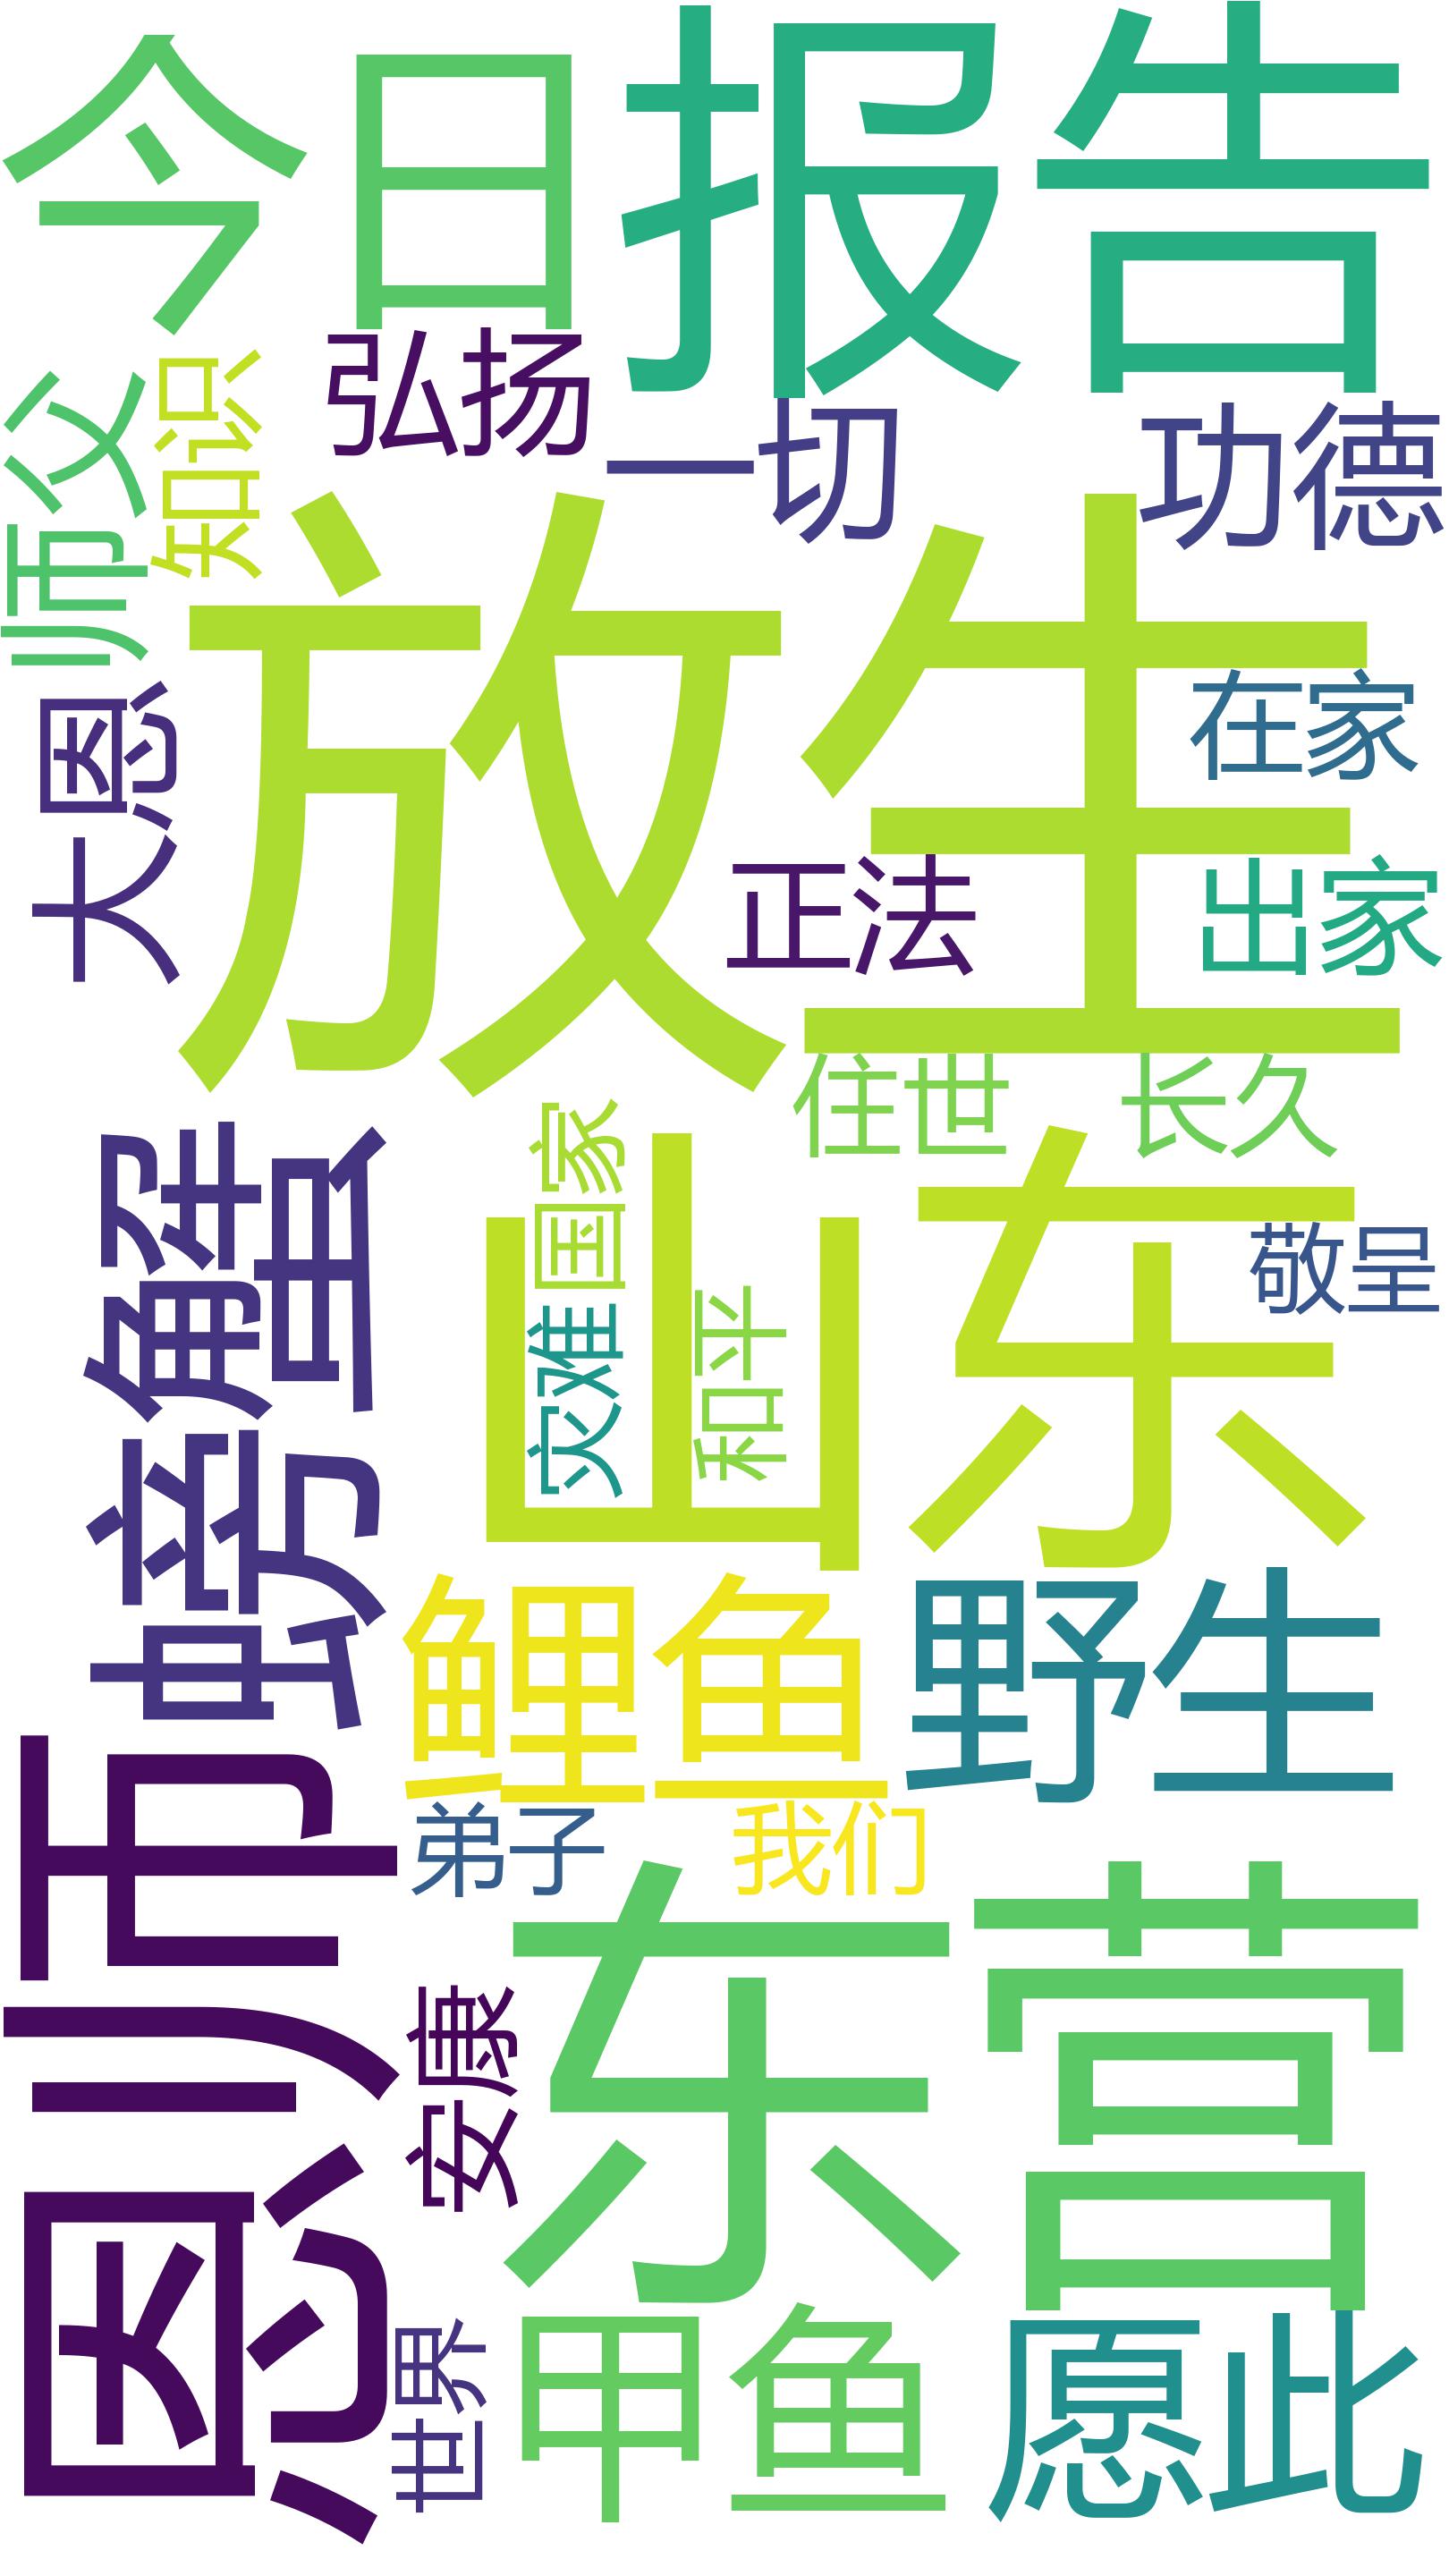 今日
报告
师父
知识
弘扬
一切
功德
放生
大恩
在家
正法
出家
住世
长久
螃蟹
国家
山东
敬呈
灾难
和平
鲤鱼
野生
恩师
弟子
我们
东营
安康
世界
甲鱼
愿此